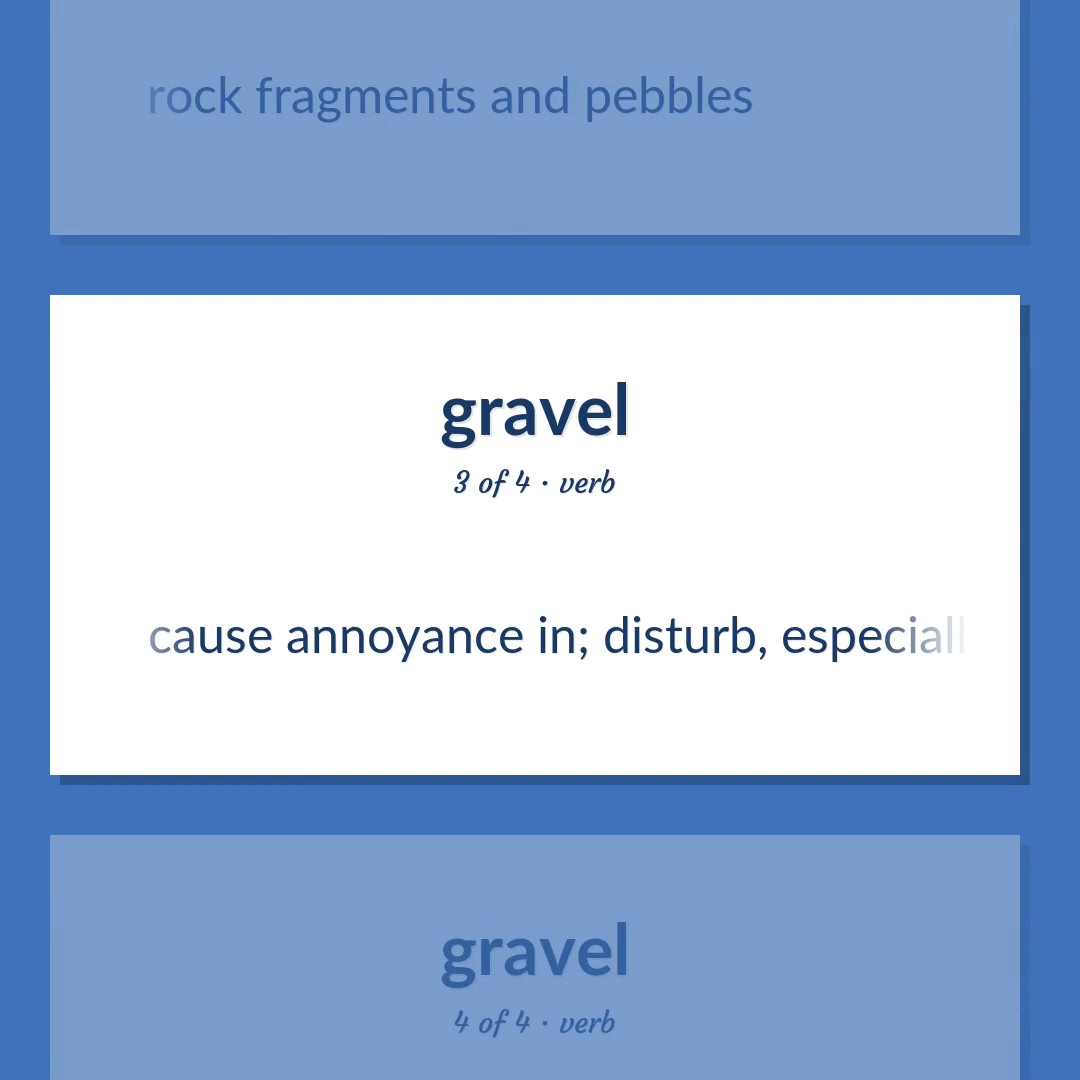 rock fragments and pebbles
gravel
3 of 4 · verb
cause annoyance in; disturb, especiall
gravel
4 of 4 · verb